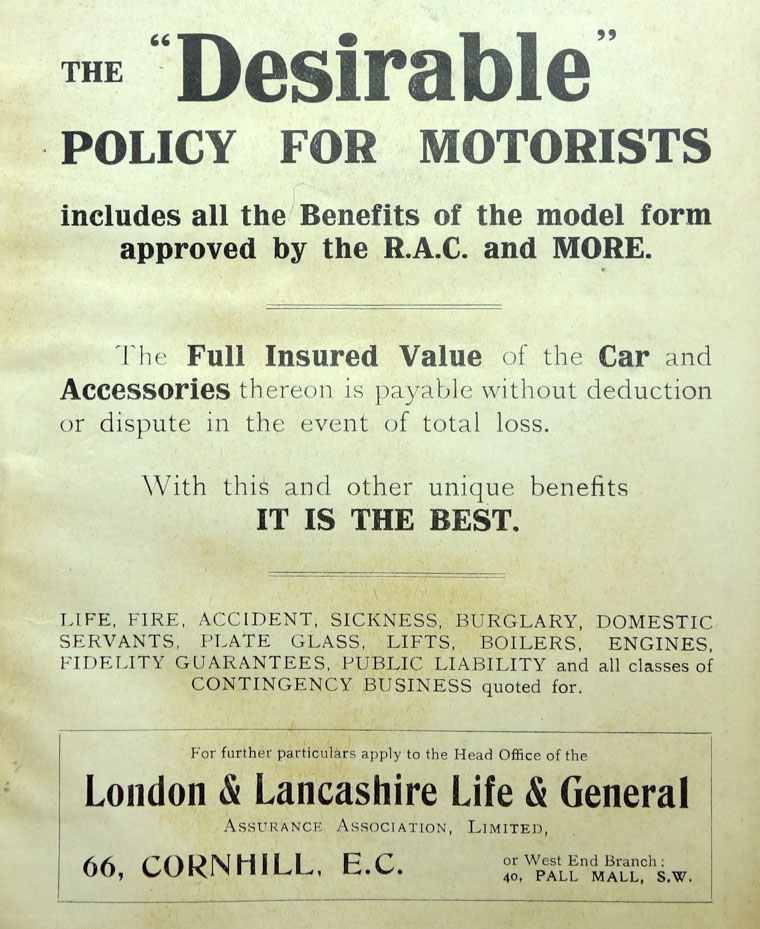 THE "Desirable"
POLICY FOR MOTORISTS
includes all the Benefits of the model form
approved by the R.A.C. and MORE.
The Full Insured Value of the Car and
Accessories thereon is payable without deduction
or dispute in the event of total loss.
With this and other unique benefits
IT IS THE BEST.
LIFE, FIRE, ACCIDENT, SICKNESS, BURGLARY, DOMESTIC
SERVANTS, PLATE GLASS, LIFTS, BOILERS, ENGINES,
FIDELITY GUARANTEES, PUBLIC LIABILITY and all classes of
CONTINGENCY BUSINESS quoted for.
For further particulars apply to the Head Office of the
London & Lancashire Life & General
ASSURANCE ASSOCIATION, LIMITED,
66, CORNHILL, E.C.
or West End Branch:
40, PALL MALL, S.W.